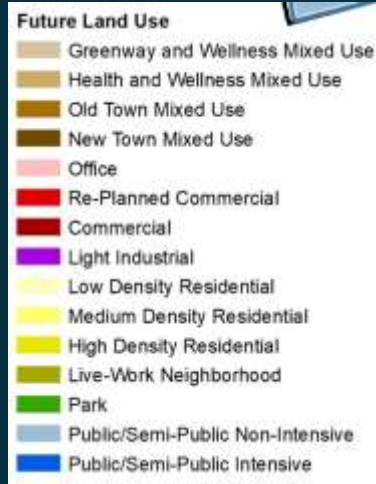 Future Land Use
Greenway and Wellness Mixed Use
Health and Wellness Mixed Use
Old Town Mixed Use
New Town Mixed Use
Office
Re-Planned Commercial
Commercial
Light Industrial
Low Density Residential
Medium Density Residential
High Density Residential
Live-Work Neighborhood
Park
Public/Semi-Public Non-Intensive
Public/Semi-Public Intensive